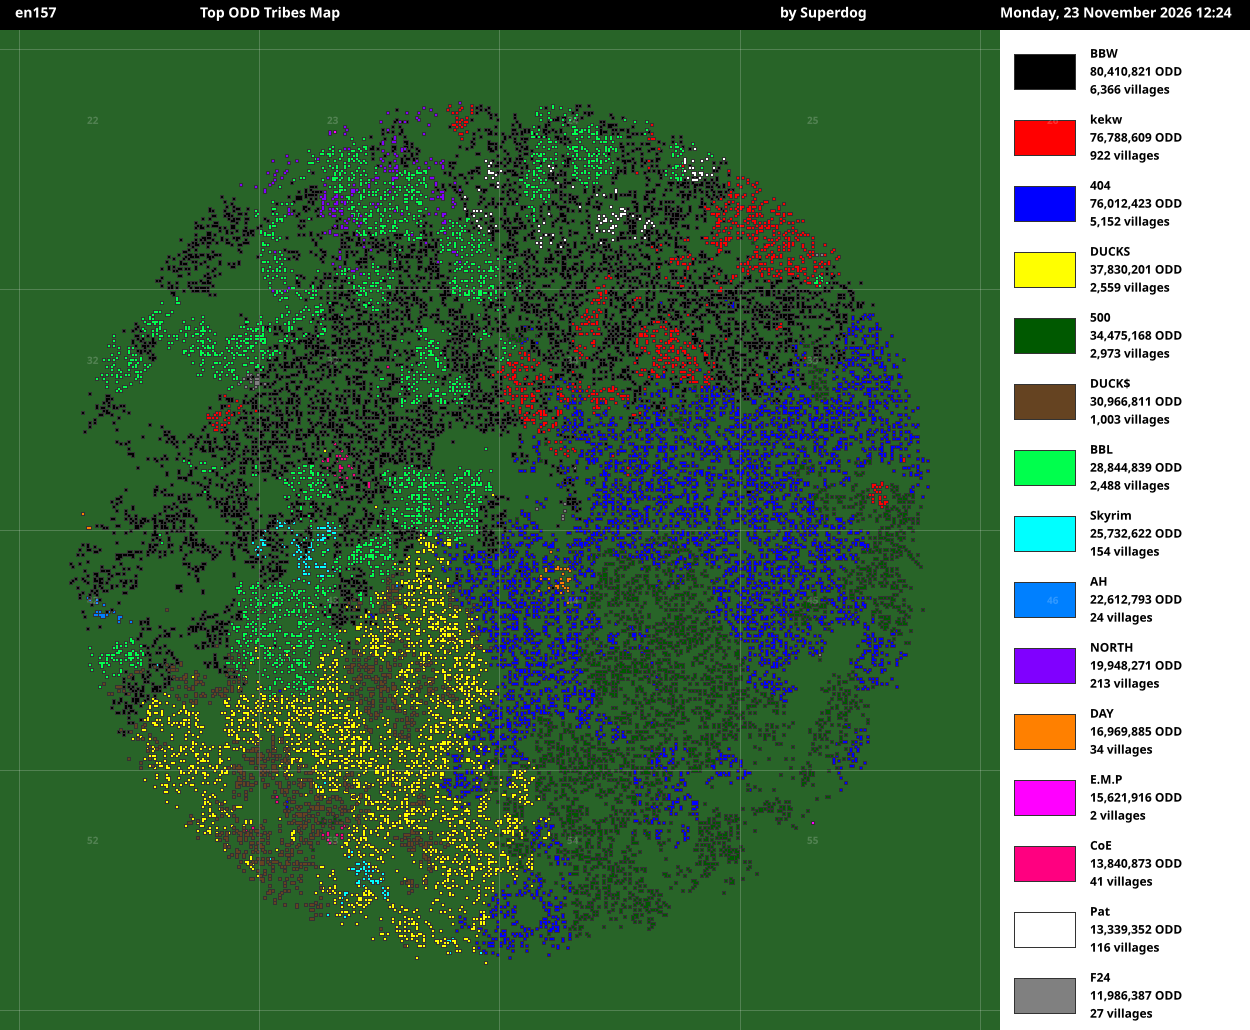 en157 Top ODD Tribes Map by Superdog Monday, 23 November 2026 12:24
BBW
80,410,821 ODD
6,366 villages
kekw
76,788,609 ODD
922 villages
404
76,012,423 ODD
5,152 villages
DUCKS
37,830,201 ODD
2,559 villages
500
34,475,168 ODD
2,973 villages
DUCK$
30,966,811 ODD
1,003 villages
BBL
28,844,839 ODD
2,488 villages
Skyrim
25,732,622 ODD
154 villages
AH
22,612,793 ODD
24 villages
NORTH
19,948,271 ODD
213 villages
DAY
16,969,885 ODD
34 villages
E.M.P
15,621,916 ODD
2 villages
CoE
13,840,873 ODD
41 villages
Pat
13,339,352 ODD
116 villages
F24
11,986,387 ODD
27 villages
22 23 25
32
46
52 55